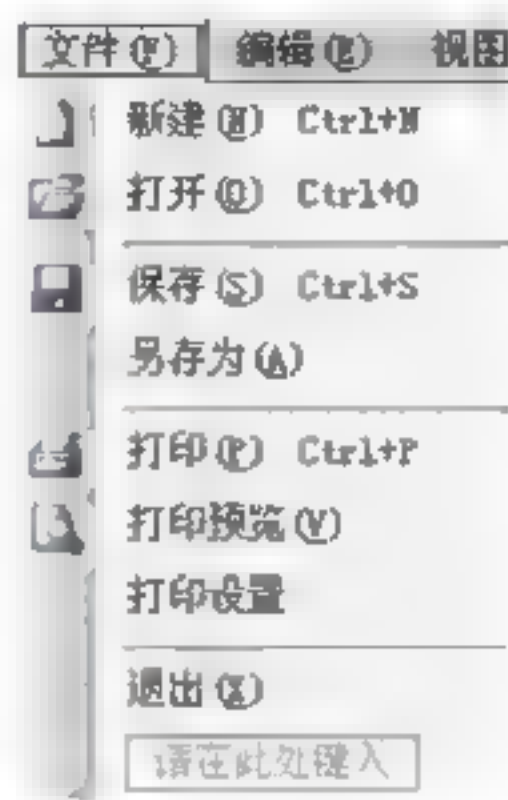 文件(F) 编辑(E) 视图
新建(N) Ctrl+N
打开(O) Ctrl+O
保存(S) Ctrl+S
另存为(A)
打印(P) Ctrl+P
打印预览(V)
打印设置
退出(X)
请在此处键入